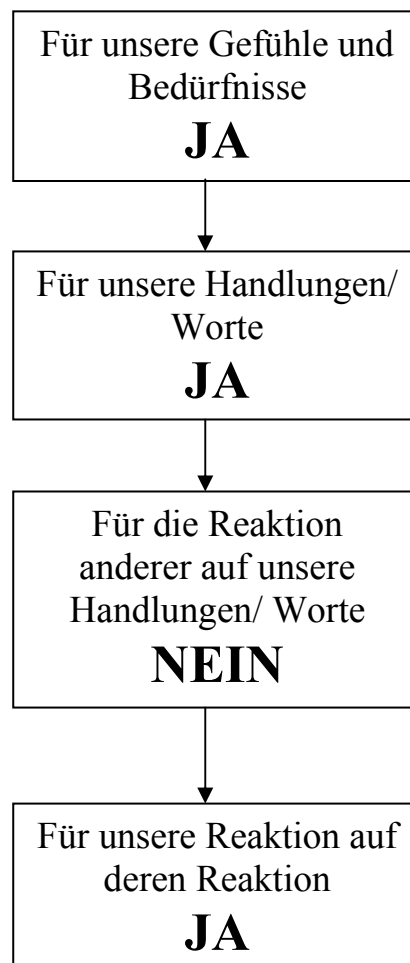 Für unsere Gefühle und
Bedürfnisse
JA
Für unsere Handlungen/
Worte
JA
Für die Reaktion
anderer auf unsere
Handlungen/ Worte
NEIN
Für unsere Reaktion auf
deren Reaktion
JA